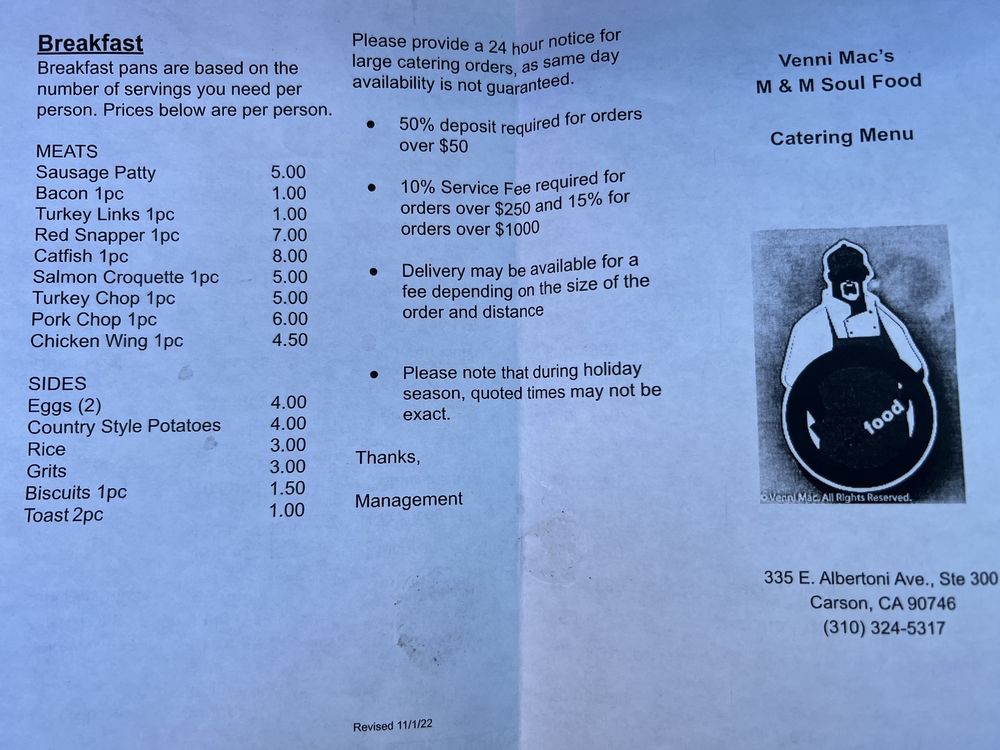 Breakfast
Breakfast pans are based on the
number of servings you need per
person. Prices below are per person.
MEATS
Sausage Patty 5.00
Bacon 1pc 1.00
Turkey Links 1pc 1.00
Red Snapper 1pc 7.00
Catfish 1pc 8.00
Salmon Croquette 1pc 5.00
Turkey Chop 1pc 5.00
Pork Chop 1pc 6.00
Chicken Wing 1pc 4.50
SIDES
Eggs (2) 4.00
Country Style Potatoes 4.00
Rice 3.00
Grits 3.00
Biscuits 1pc 1.50
Toast 2pc 1.00
Please provide a 24 hour notice for
large catering orders, as same day
availability is not guaranteed.
● 50% deposit required for orders
over $50
● 10% Service Fee required for
orders over $250 and 15% for
orders over $1000
● Delivery may be available for a
fee depending on the size of the
order and distance
● Please note that during holiday
season, quoted times may not be
exact.
Thanks,
Management
Revised 11/1/22
Venni Mac's
M & M Soul Food
Catering Menu
food
©Venni Mac. All Rights Reserved.
335 E. Albertoni Ave., Ste 300
Carson, CA 90746
(310) 324-5317